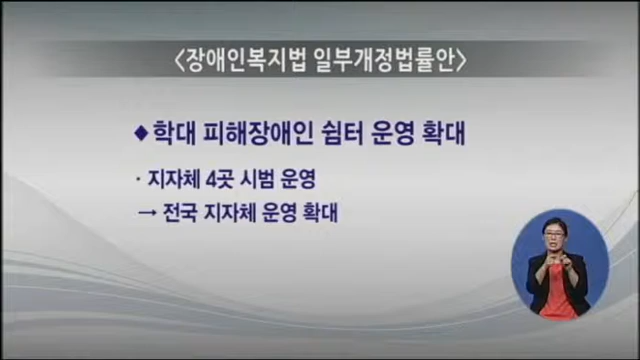 <장애인복지법 일부개정법률안>
◆학대 피해장애인 쉼터 운영 확대
· 지자체 4곳 시범 운영
→ 전국 지자체 운영 확대